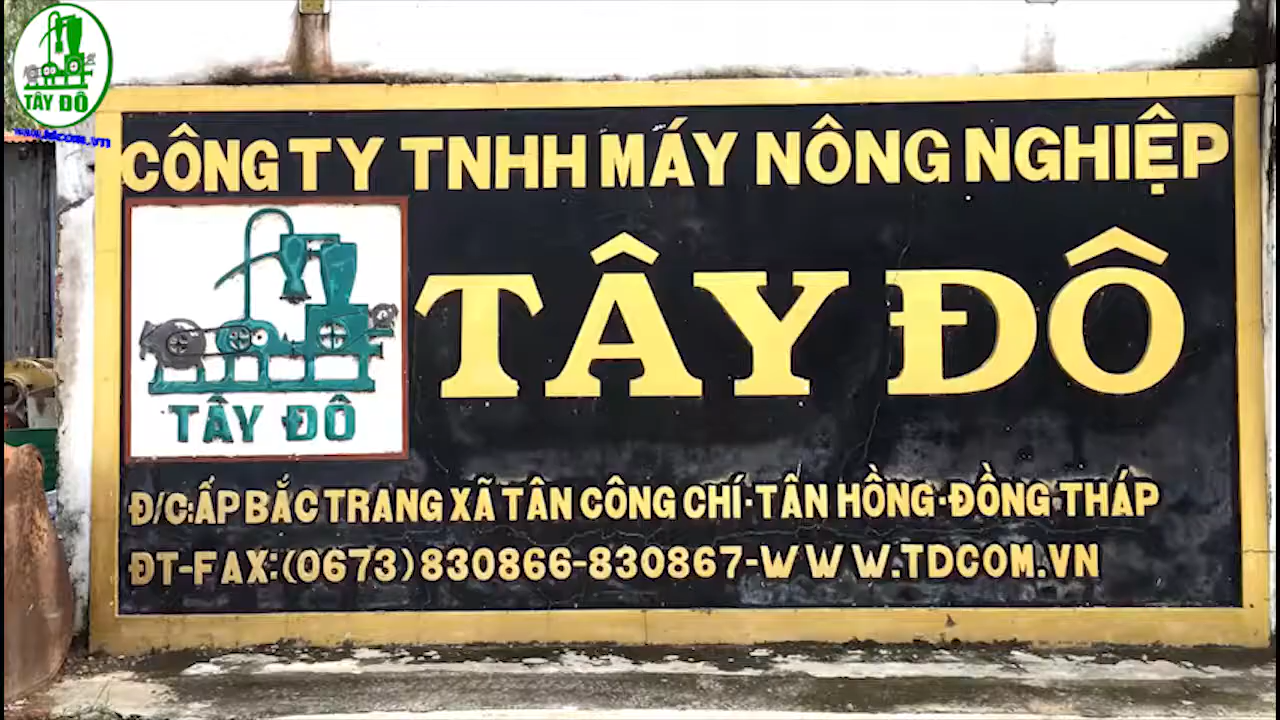 TÂY ĐÔ
www.tdcom.vn
CÔNG TY TNHH MÁY NÔNG NGHIỆP
TÂY ĐÔ
TÂY ĐÔ
Đ/C:ẤP BẮC TRANG XÃ TÂN CÔNG CHÍ-TÂN HỒNG-ĐỒNG-THÁP
ĐT-FAX:(0673)830866-830867-WWW.TDCOM.VN